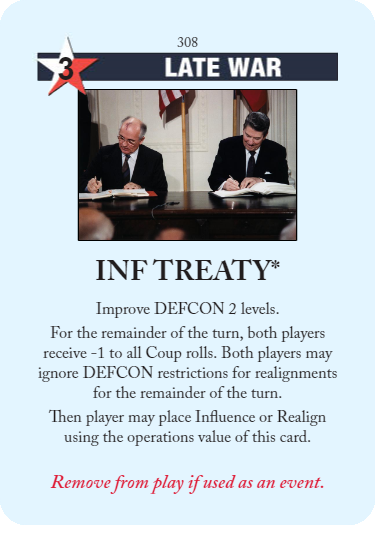 308
3
LATE WAR
INF TREATY*
Improve DEFCON 2 levels.
For the remainder of the turn, both players
receive -1 to all Coup rolls. Both players may
ignore DEFCON restrictions for realignments
for the remainder of the turn.
Then player may place Influence or Realign
using the operations value of this card.
Remove from play if used as an event.